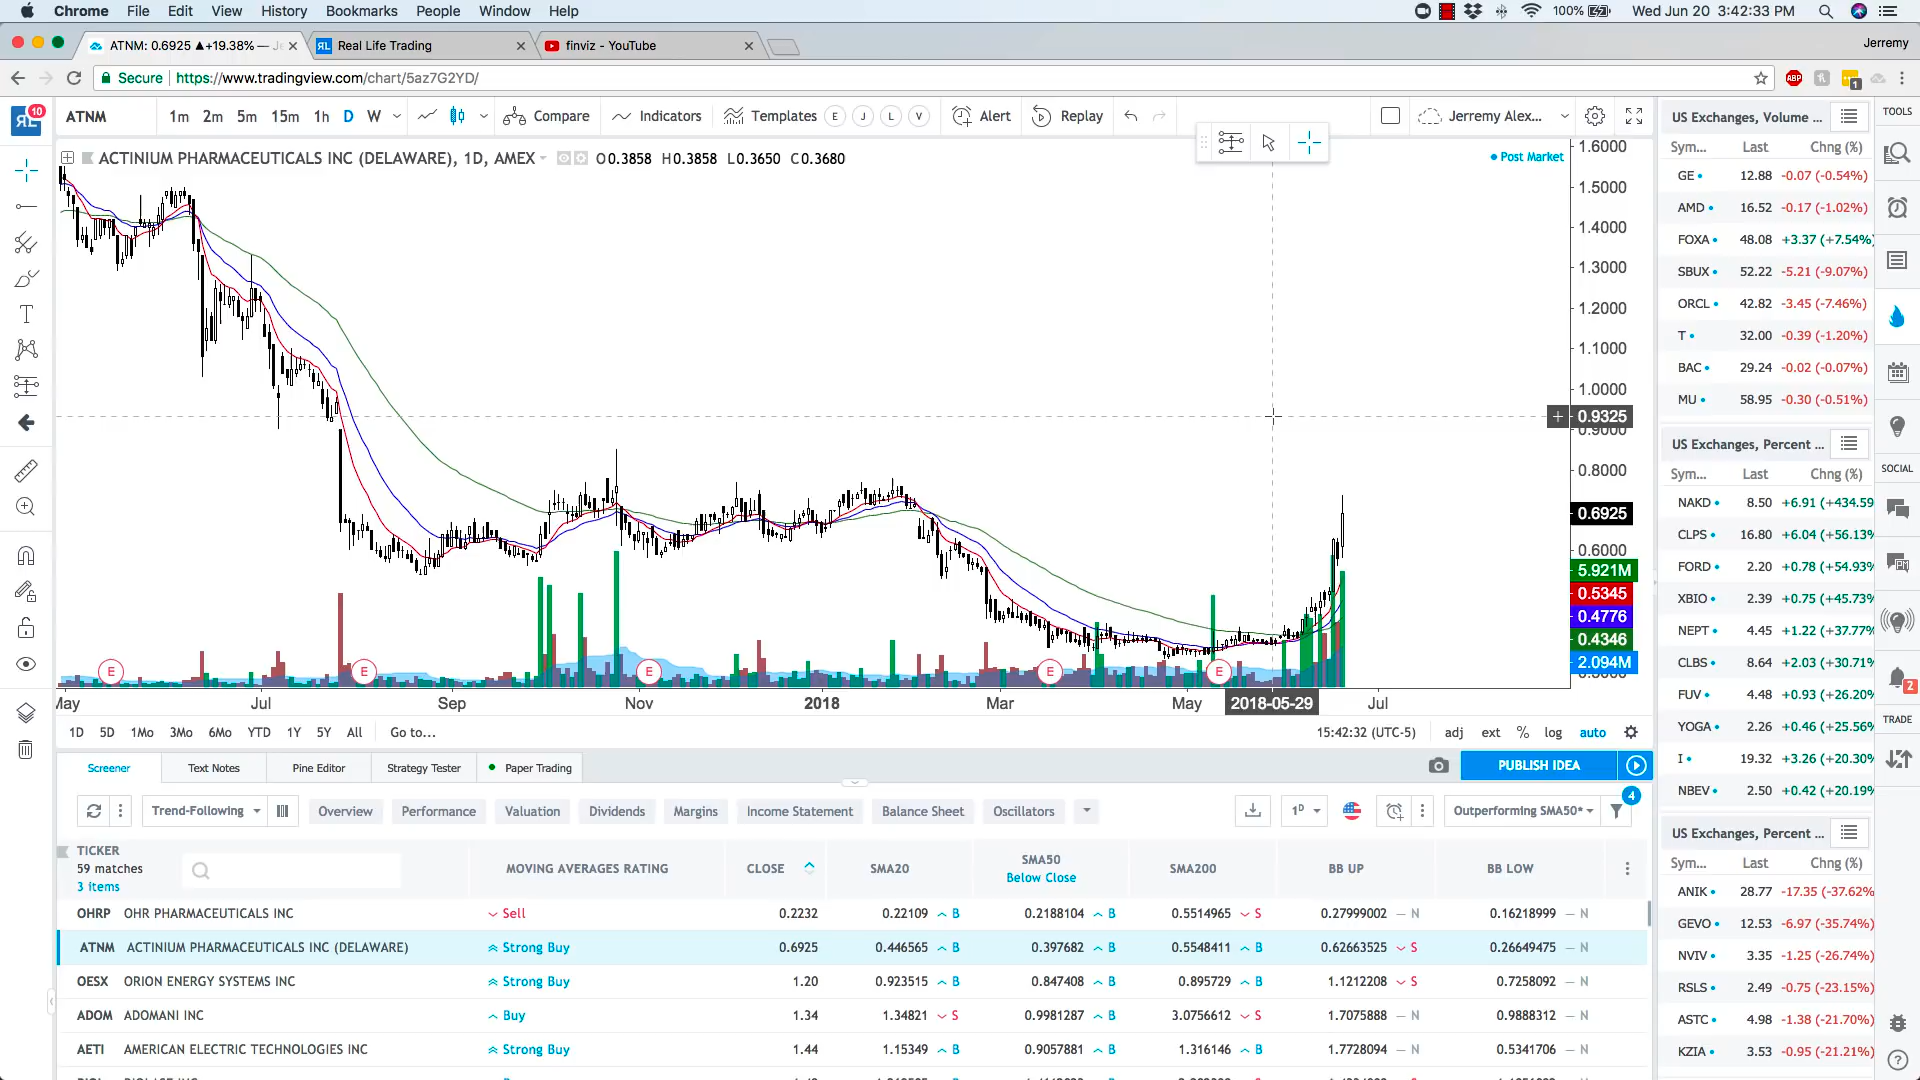 Chrome File Edit View History Bookmarks People Window Help 100% Wed Jun 20 3:42:33 PM
ATNM: 0.6925 ▲+19.38% — Real Life Trading finviz - YouTube Jeremy
Secure https://www.tradingview.com/chart/5az7G2YD/ ABP 1
10 ATNM 1m 2m 5m 15m 1h D W Compare Indicators Templates E J L V Alert Replay Jerremy Alex...
ACTINIUM PHARMACEUTICALS INC (DELAWARE), 1D, AMEX O0.3858 H0.3858 L0.3650 C0.3680
Post Market
1.6000
1.5000
1.4000
1.3000
1.2000
1.1000
1.0000
0.9325
0.9000
0.8000
0.6925
0.6000
5.921M
0.5345
0.4776
0.4346
2.094M
E E E E E
May Jul Sep Nov 2018 Mar May 2018-05-29 Jul
1D 5D 1Mo 3Mo 6Mo YTD 1Y 5Y All Go to... 15:42:32 (UTC-5) adj ext % log auto
Screener Text Notes Pine Editor Strategy Tester Paper Trading PUBLISH IDEA
Trend-Following Overview Performance Valuation Dividends Margins Income Statement Balance Sheet Oscillators 1D Outperforming SMA50* 4
TICKER
59 matches
3 items
MOVING AVERAGES RATING CLOSE SMA20 SMA50 Below Close SMA200 BB UP BB LOW
OHRP OHR PHARMACEUTICALS INC Sell 0.2232 0.22109 B 0.2188104 B 0.5514965 S 0.27999002 — N 0.16218999 — N
ATNM ACTINIUM PHARMACEUTICALS INC (DELAWARE) Strong Buy 0.6925 0.446565 B 0.397682 B 0.5548411 B 0.62663525 S 0.26649475 — N
OESX ORION ENERGY SYSTEMS INC Strong Buy 1.20 0.923515 B 0.847408 B 0.895729 B 1.1212208 S 0.7258092 — N
ADOM ADOMANI INC Buy 1.34 1.34821 S 0.9981287 B 3.0756612 S 1.7075888 — N 0.9888312 — N
AETI AMERICAN ELECTRIC TECHNOLOGIES INC Strong Buy 1.44 1.15349 B 0.9057881 B 1.316146 B 1.7728094 — N 0.5341706 — N
US Exchanges, Volume ...
Sym... Last Chng (%)
GE 12.88 -0.07 (-0.54%)
AMD 16.52 -0.17 (-1.02%)
FOXA 48.08 +3.37 (+7.54%)
SBUX 52.22 -5.21 (-9.07%)
ORCL 42.82 -3.45 (-7.46%)
T 32.00 -0.39 (-1.20%)
BAC 29.24 -0.02 (-0.07%)
MU 58.95 -0.30 (-0.51%)
US Exchanges, Percent ...
Sym... Last Chng (%)
NAKD 8.50 +6.91 (+434.59
CLPS 16.80 +6.04 (+56.13%
FORD 2.20 +0.78 (+54.93%
XBIO 2.39 +0.75 (+45.73%
NEPT 4.45 +1.22 (+37.77%
CLBS 8.64 +2.03 (+30.71%
FUV 4.48 +0.93 (+26.20%
YOGA 2.26 +0.46 (+25.56%
I 19.32 +3.26 (+20.30%
NBEV 2.50 +0.42 (+20.19%
US Exchanges, Percent ...
Sym... Last Chng (%)
ANIK 28.77 -17.35 (-37.62%
GEVO 12.53 -6.97 (-35.74%)
NVIV 3.35 -1.25 (-26.74%)
RSLS 2.49 -0.75 (-23.15%)
ASTC 4.98 -1.38 (-21.70%)
KZIA 3.53 -0.95 (-21.21%)
TOOLS
SOCIAL
2
TRADE